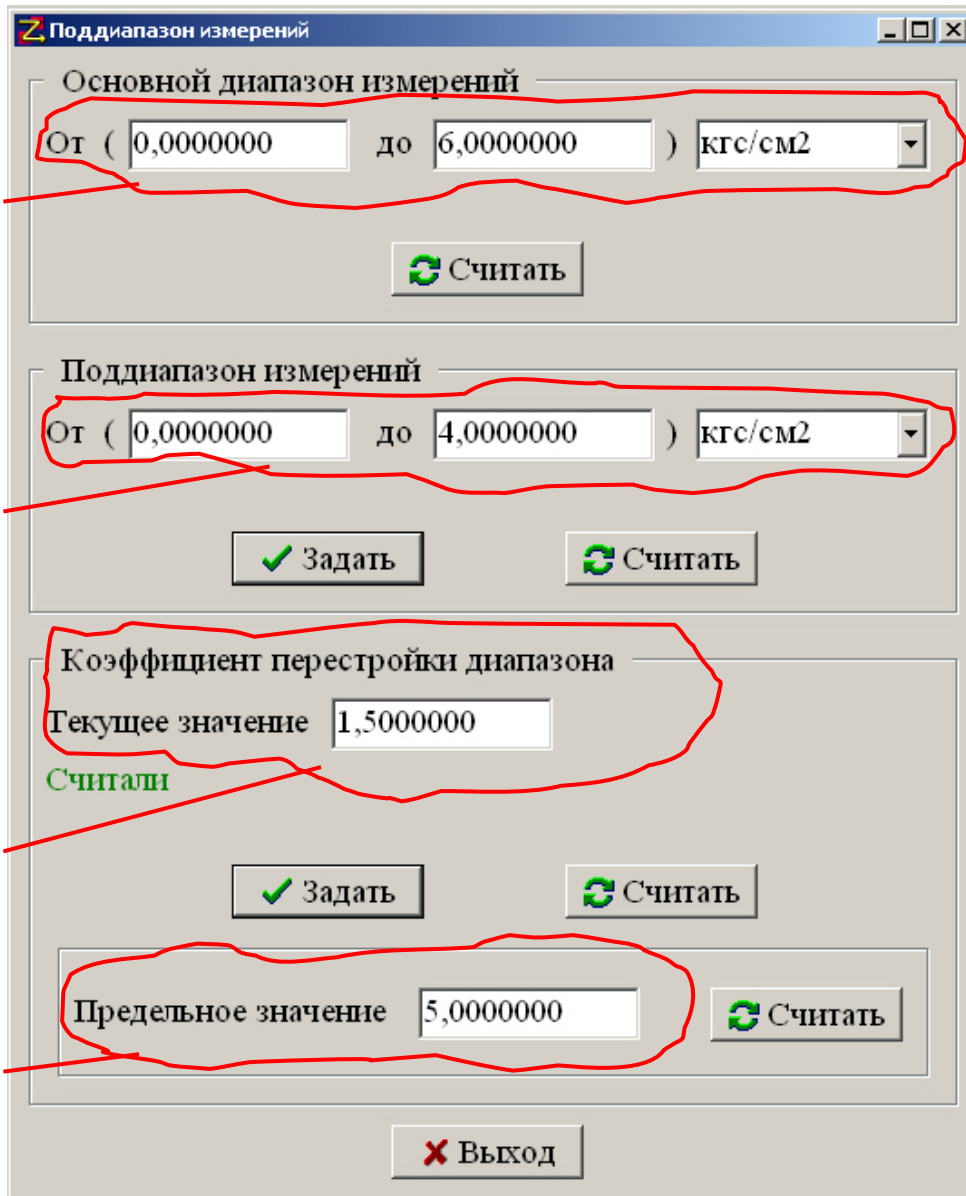 Поддиапазон измерений
Основной диапазон измерений
От ( 0,0000000 до 6,0000000 ) кгс/см2
Считать
Поддиапазон измерений
От ( 0,0000000 до 4,0000000 ) кгс/см2
Задать Считать
Коэффициент перестройки диапазона
Текущее значение 1,5000000
Считали
Задать Считать
Предельное значение 5,0000000 Считать
Выход